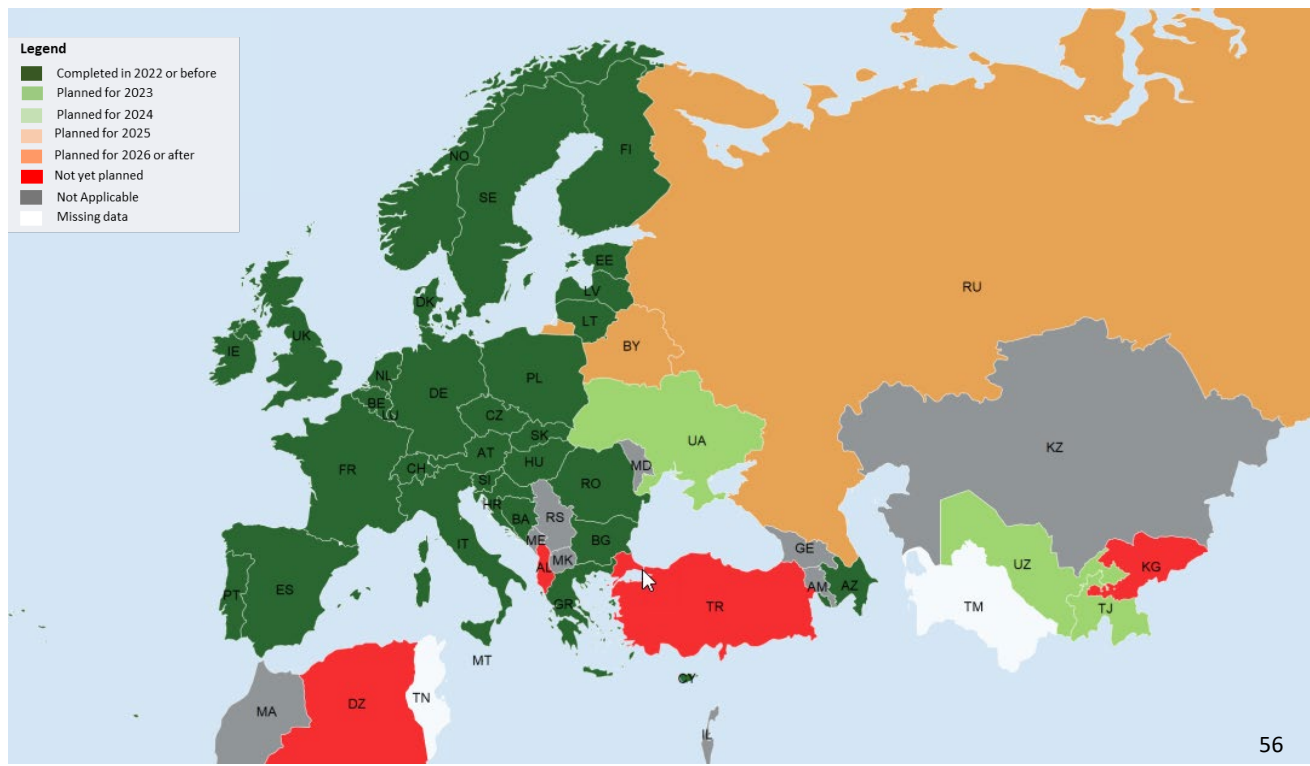 Legend
Completed in 2022 or before
Planned for 2023
Planned for 2024
Planned for 2025
Planned for 2026 or after
Not yet planned
Not Applicable
Missing data
NO
FI
SE
EE
RU
LV
DK
LT
UK
BY
IE
NL
PL
DE
BE
LU
CZ
UA
SK
KZ
AT
HU
MD
CH
FR
SI
RO
HR
BA
RS
ME
BG
IT
GE
MK
AL
UZ
KG
AM
AZ
PT
ES
GR
TR
TM
TJ
MT
CY
TN
DZ
MA
IL
56